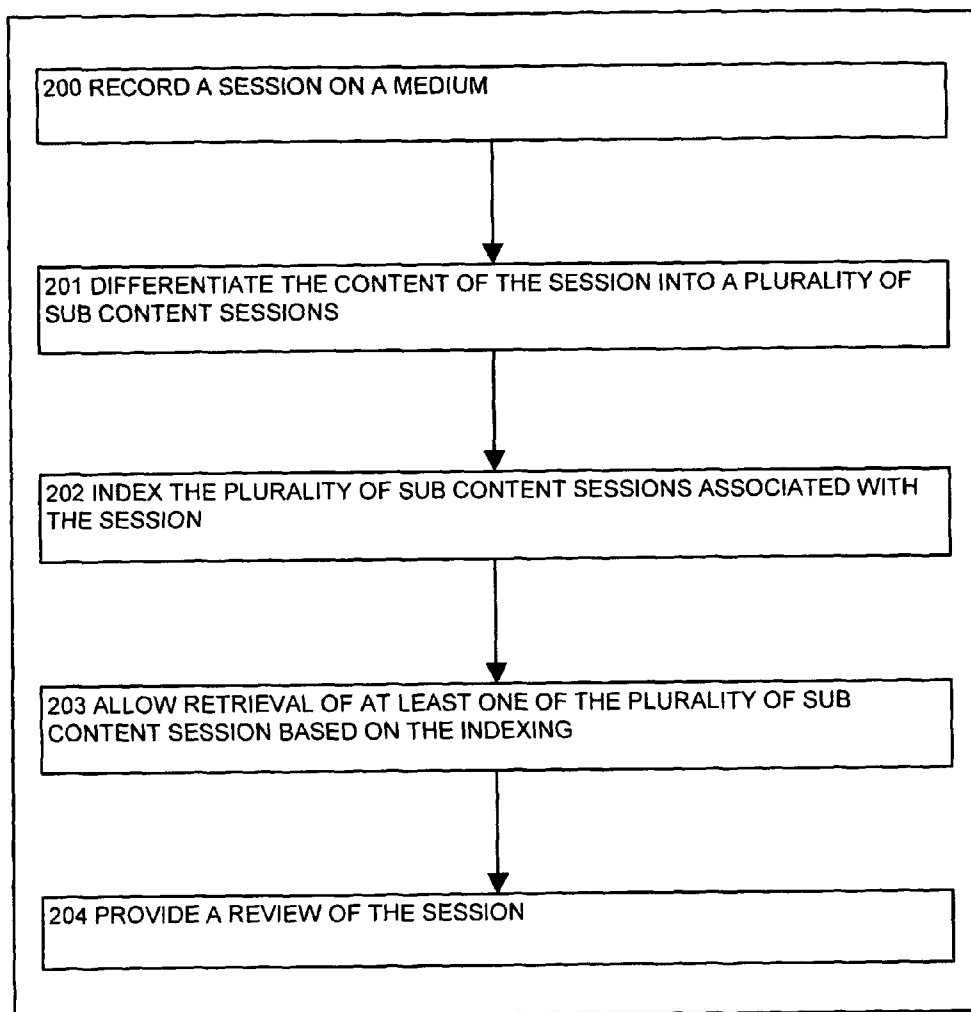 200 RECORD A SESSION ON A MEDIUM
201 DIFFERENTIATE THE CONTENT OF THE SESSION INTO A PLURALITY OF
SUB CONTENT SESSIONS
202 INDEX THE PLURALITY OF SUB CONTENT SESSIONS ASSOCIATED WITH
THE SESSION
203 ALLOW RETRIEVAL OF AT LEAST ONE OF THE PLURALITY OF SUB
CONTENT SESSION BASED ON THE INDEXING
204 PROVIDE A REVIEW OF THE SESSION